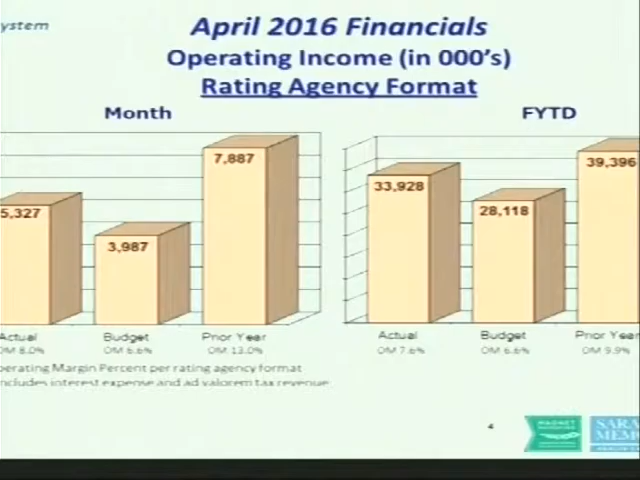 ystem
April 2016 Financials
Operating Income (in 000's)
Rating Agency Format
Month
FYTD
5,327
3,987
7,887
33,928
28,118
39,396
Actual
Budget
Prior Year
OM 8.0%
OM 6.6%
OM 13.0%
Actual
Budget
Prior Year
OM 7.6%
OM 6.6%
OM 9.9%
perating Margin Percent per rating agency format
ncludes interest expense and ad valorem tax revenue
4
MAGNET
SARA
MEMO